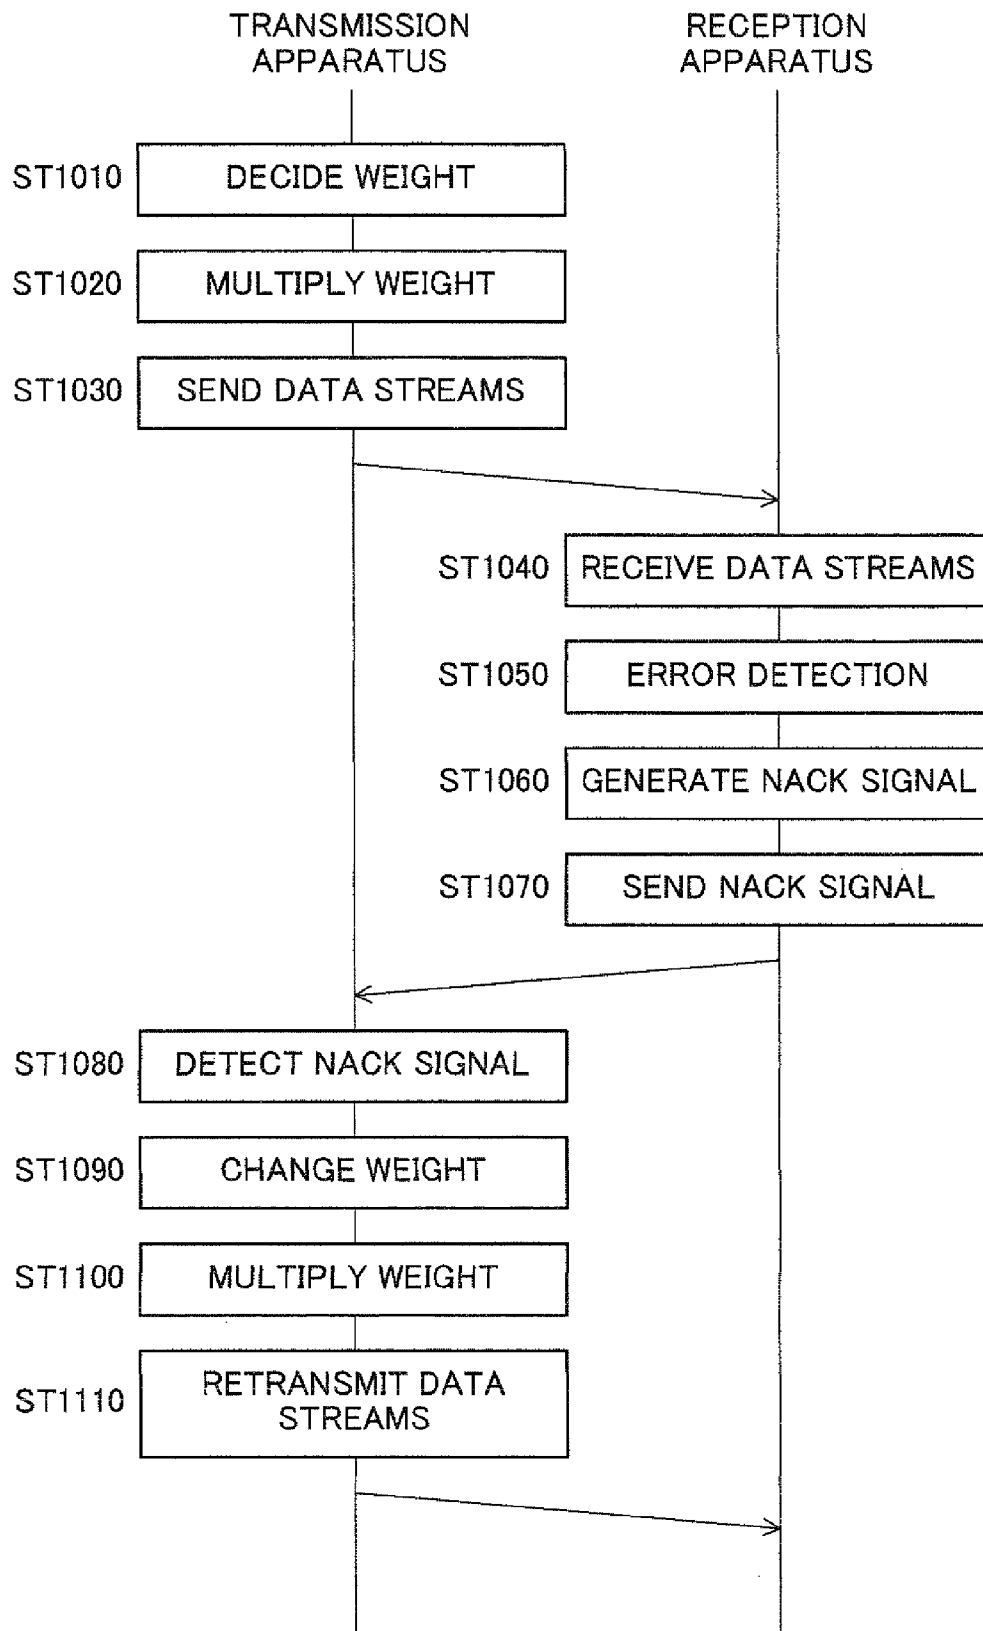 TRANSMISSION
APPARATUS
RECEPTION
APPARATUS
ST1010
DECIDE WEIGHT
ST1020
MULTIPLY WEIGHT
ST1030
SEND DATA STREAMS
ST1040
RECEIVE DATA STREAMS
ST1050
ERROR DETECTION
ST1060
GENERATE NACK SIGNAL
ST1070
SEND NACK SIGNAL
ST1080
DETECT NACK SIGNAL
ST1090
CHANGE WEIGHT
ST1100
MULTIPLY WEIGHT
ST1110
RETRANSMIT DATA
STREAMS